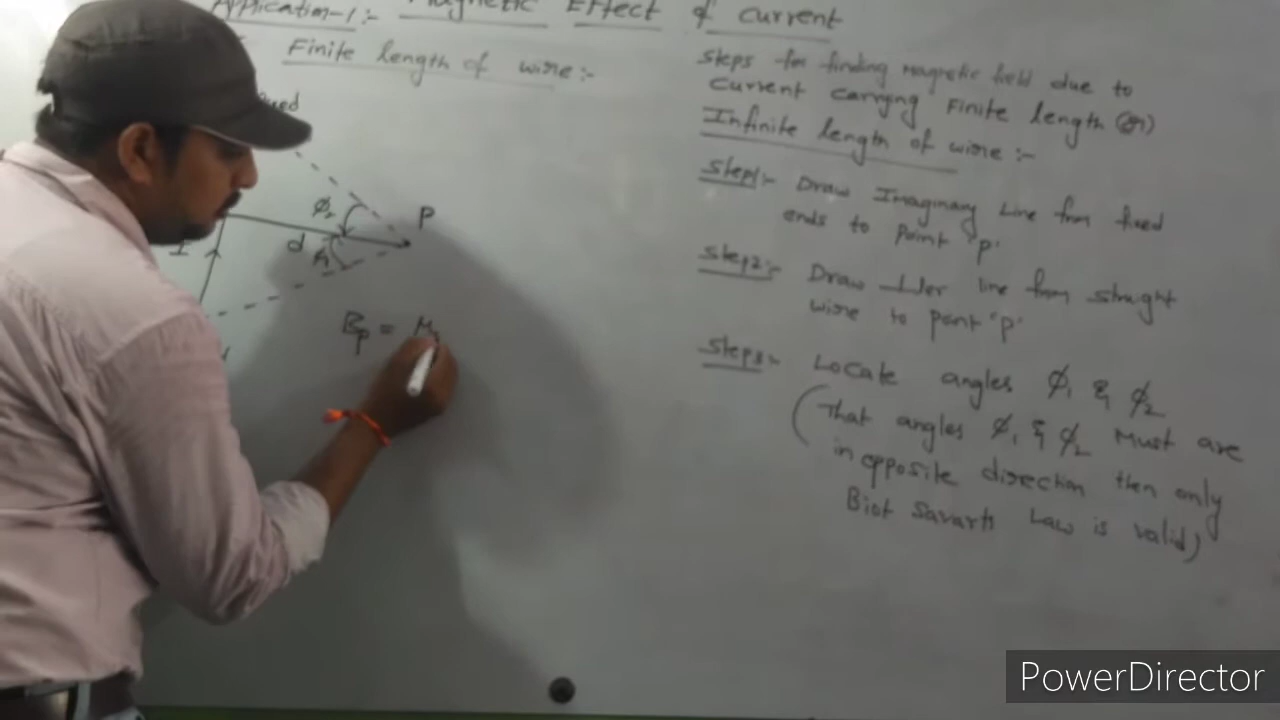 Application-1:- Magnetic Effect of current
Finite length of wire:-
P
φ₂
d
φ₁
I
Bp = μ
Steps for finding Magnetic field due to
Current Carrying Finite length (or)
Infinite length of wire:-
Step1:- Draw Imaginary Line from fixed
ends to Point 'P'
Step2:- Draw ⊥ler line from straight
wire to point 'P'
Step3:- Locate angles φ₁ & φ₂
(That angles φ₁ & φ₂ Must are
in opposite direction then only
Biot Savarts Law is valid)
PowerDirector